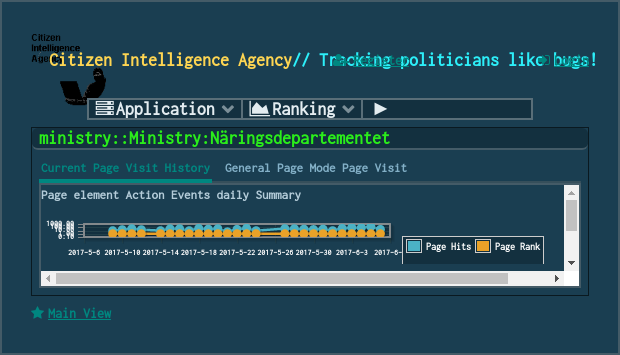 Citizen
Intelligence
Agency
Citizen Intelligence Agency// Tracking politicians like bugs!
Register
Login
Application
Ranking
ministry::Ministry:Näringsdepartementet
Current Page Visit History
General Page Mode Page Visit
Page element Action Events daily Summary
1000.00
0.10
2017-5-6 2017-5-10 2017-5-14 2017-5-18 2017-5-22 2017-5-26 2017-5-30 2017-6-3 2017-6-
Page Hits
Page Rank
Main View